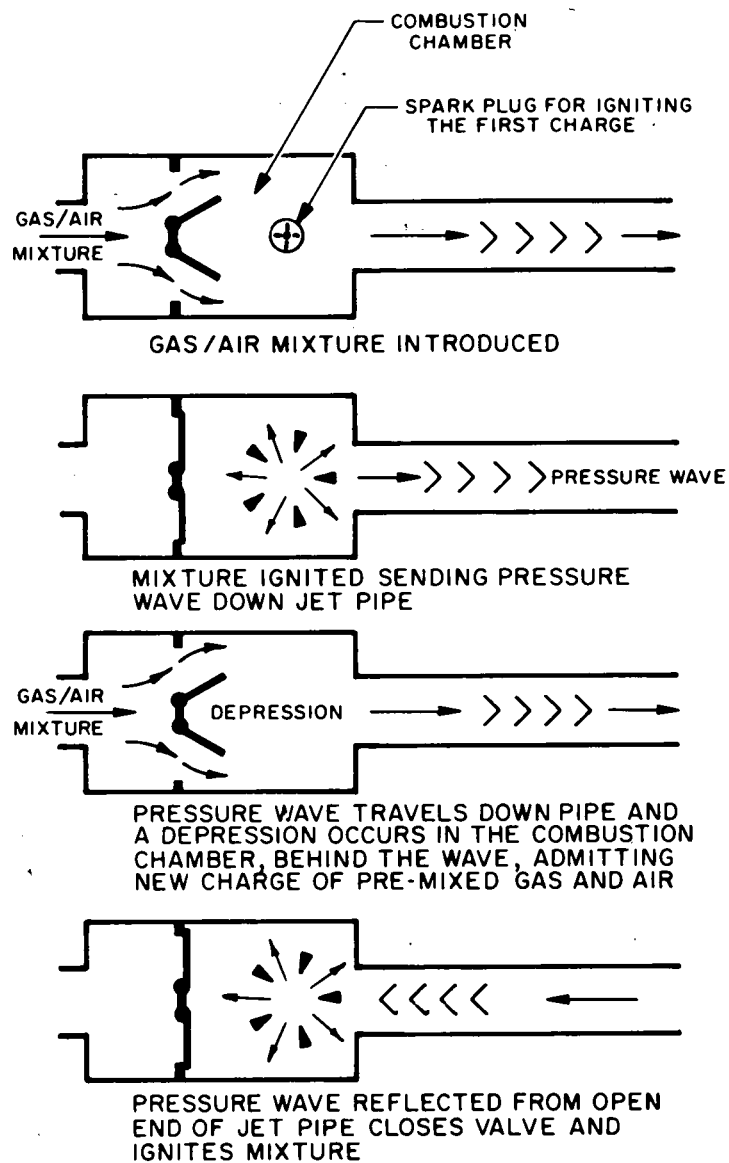 COMBUSTION
CHAMBER
SPARK PLUG FOR IGNITING
THE FIRST CHARGE
GAS/AIR
MIXTURE
GAS/AIR MIXTURE INTRODUCED
PRESSURE WAVE
MIXTURE IGNITED SENDING PRESSURE
WAVE DOWN JET PIPE
GAS/AIR
MIXTURE
DEPRESSION
PRESSURE WAVE TRAVELS DOWN PIPE AND
A DEPRESSION OCCURS IN THE COMBUSTION
CHAMBER, BEHIND THE WAVE, ADMITTING
NEW CHARGE OF PRE-MIXED GAS AND AIR
PRESSURE WAVE REFLECTED FROM OPEN
END OF JET PIPE CLOSES VALVE AND
IGNITES MIXTURE